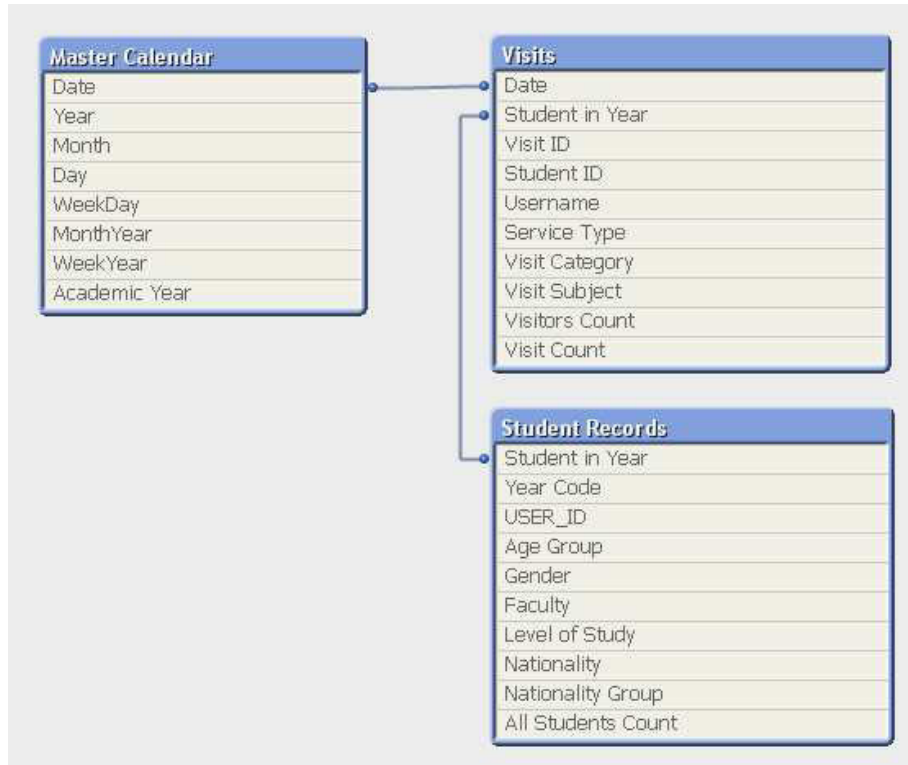 Master Calendar
Date
Year
Month
Day
WeekDay
MonthYear
WeekYear
Academic Year
Visits
Date
Student in Year
Visit ID
Student ID
Username
Service Type
Visit Category
Visit Subject
Visitors Count
Visit Count
Student Records
Student in Year
Year Code
USER_ID
Age Group
Gender
Faculty
Level of Study
Nationality
Nationality Group
All Students Count